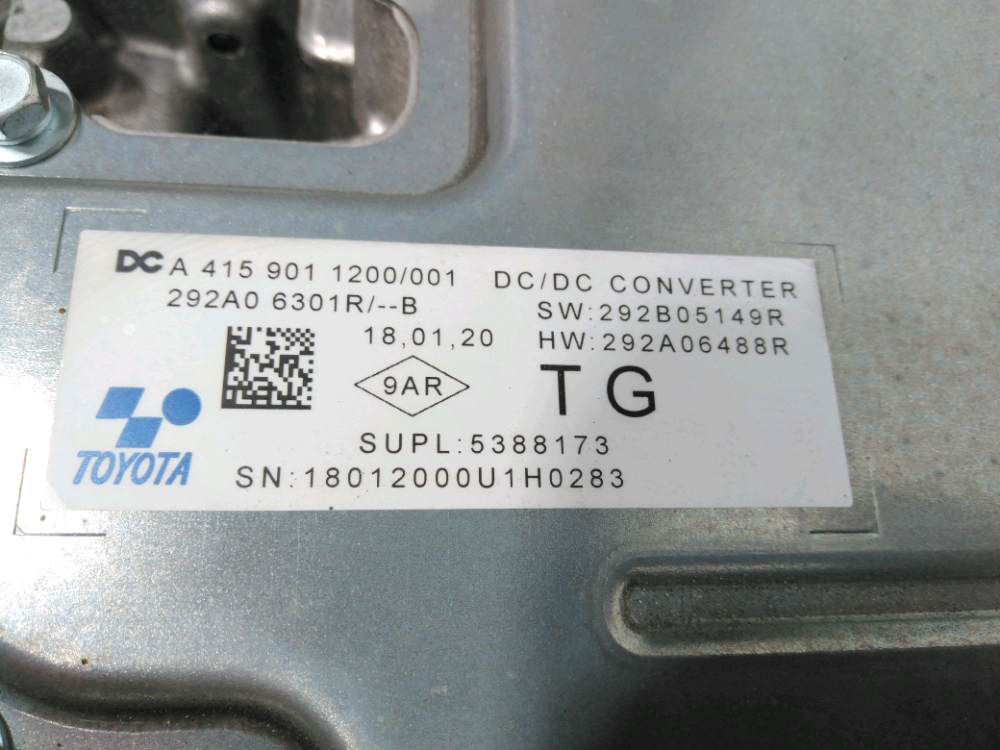 DC A 415 901 1200/001 DC/DC CONVERTER
292A0 6301R/--B SW:292B05149R
18,01,20 HW:292A06488R
9AR TG
SUPL:5388173
TOYOTA
SN:18012000U1H0283